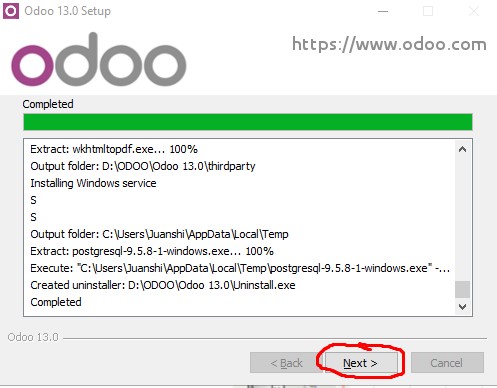 Odoo 13.0 Setup
odoo
https://www.odoo.com
Completed
Extract: wkhtmltopdf.exe... 100%
Output folder: D:\ODOO\Odoo 13.0\thirdparty
Installing Windows service
S
S
Output folder: C:\Users\Juanshi\AppData\Local\Temp
Extract: postgresql-9.5.8-1-windows.exe... 100%
Execute: "C:\Users\Juanshi\AppData\Local\Temp\postgresql-9.5.8-1-windows.exe" -...
Created uninstaller: D:\ODOO\Odoo 13.0\Uninstall.exe
Completed
Odoo 13.0
< Back
Next >
Cancel